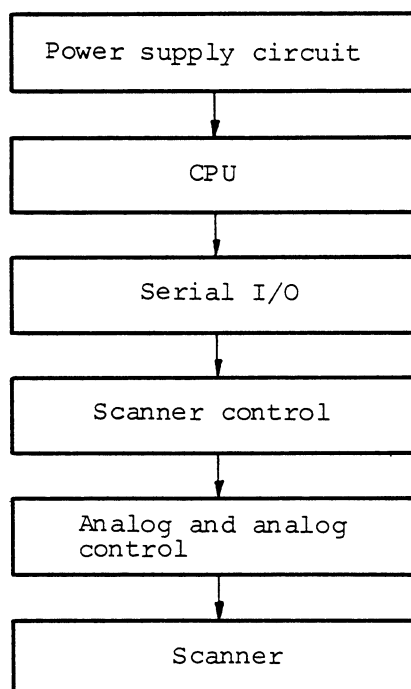 Power supply circuit
CPU
Serial I/O
Scanner control
Analog and analog
control
Scanner